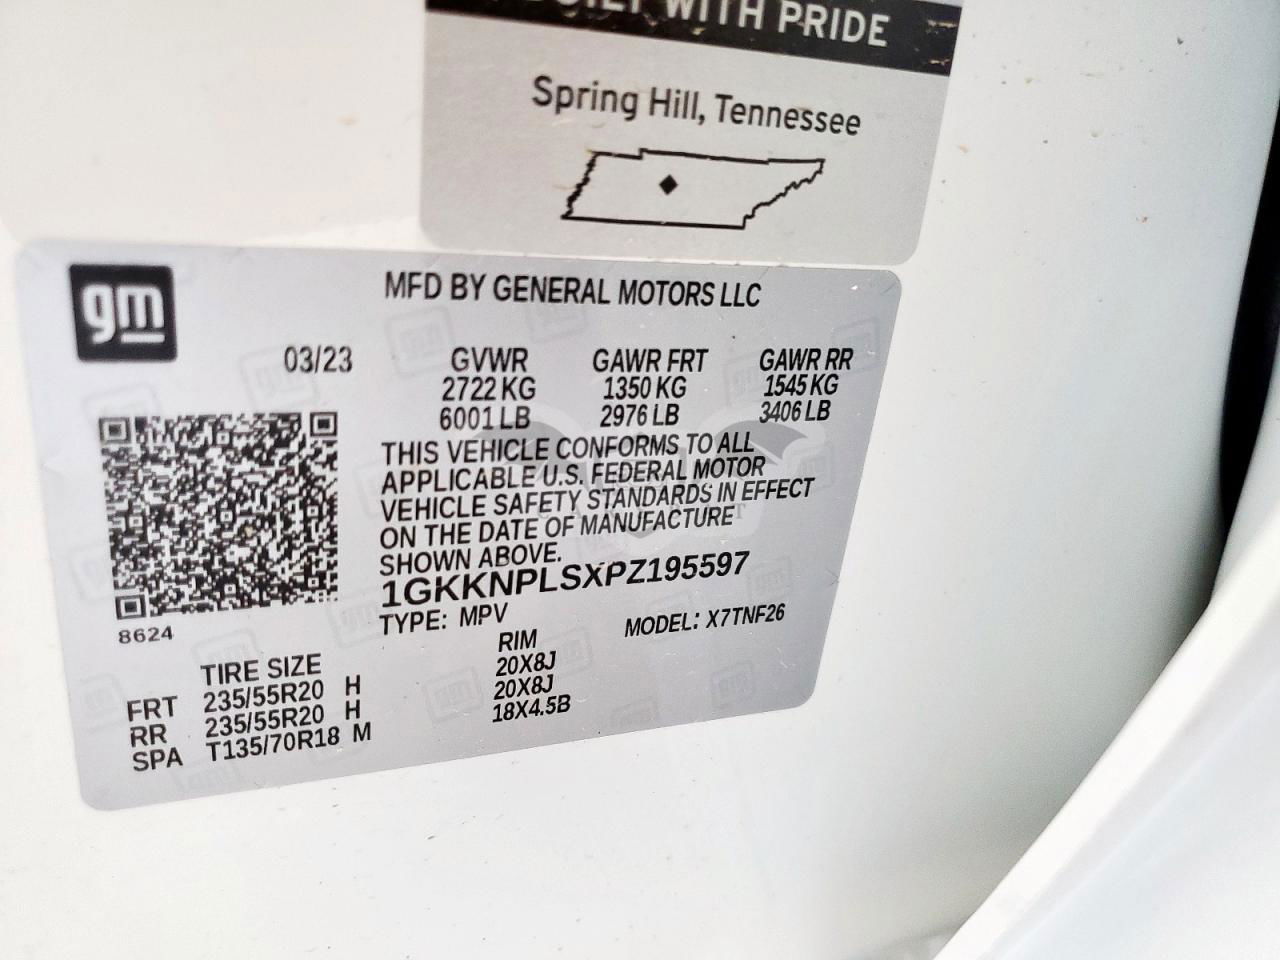 BUILT WITH PRIDE
Spring Hill, Tennessee
gm
MFD BY GENERAL MOTORS LLC
03/23 GVWR GAWR FRT GAWR RR
2722 KG 1350 KG 1545 KG
6001 LB 2976 LB 3406 LB
THIS VEHICLE CONFORMS TO ALL
APPLICABLE U.S. FEDERAL MOTOR
VEHICLE SAFETY STANDARDS IN EFFECT
ON THE DATE OF MANUFACTURE
SHOWN ABOVE.
1GKKNPLSXPZ195597
8624 TYPE: MPV MODEL: X7TNF26
TIRE SIZE RIM
FRT 235/55R20 H 20X8J
RR 235/55R20 H 20X8J
SPA T135/70R18 M 18X4.5B